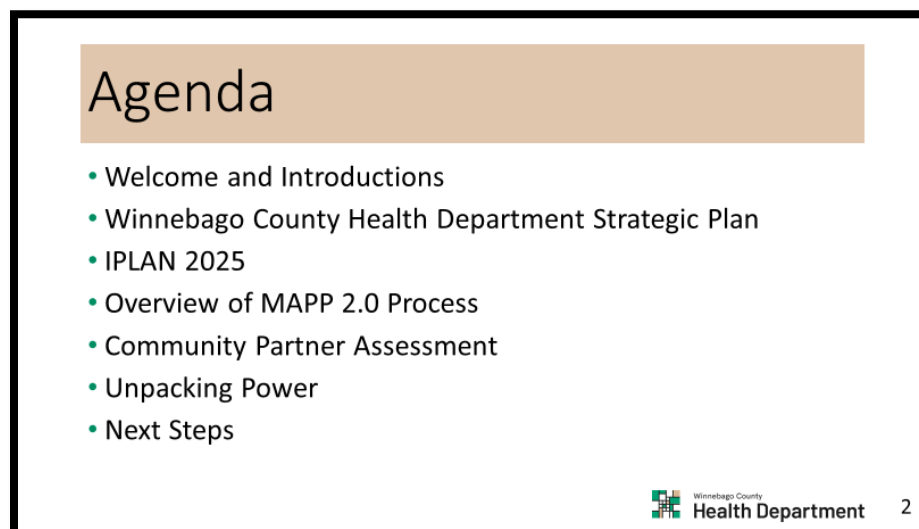 Agenda
• Welcome and Introductions
• Winnebago County Health Department Strategic Plan
• IPLAN 2025
• Overview of MAPP 2.0 Process
• Community Partner Assessment
• Unpacking Power
• Next Steps
Winnebago County
Health Department
2